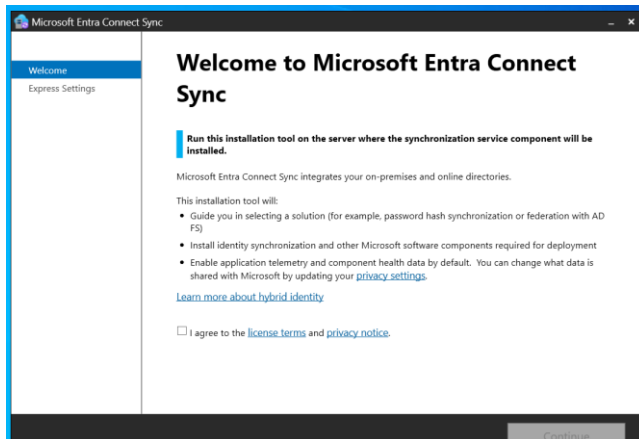 Microsoft Entra Connect Sync
Welcome
Express Settings
Welcome to Microsoft Entra Connect
Sync
Run this installation tool on the server where the synchronization service component will be
installed.
Microsoft Entra Connect Sync integrates your on-premises and online directories.
This installation tool will:
• Guide you in selecting a solution (for example, password hash synchronization or federation with AD
FS)
• Install identity synchronization and other Microsoft software components required for deployment
• Enable application telemetry and component health data by default. You can change what data is
shared with Microsoft by updating your privacy settings.
Learn more about hybrid identity
I agree to the license terms and privacy notice.
Continue